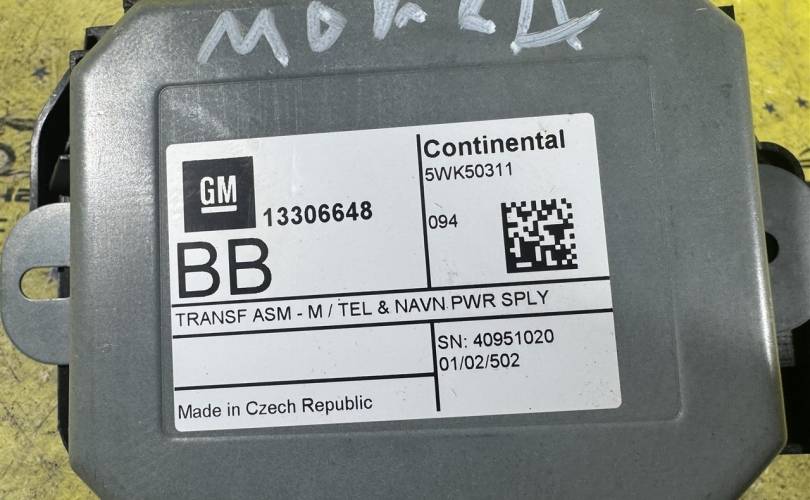 MOKKA
GM
13306648
BB
Continental
5WK50311
094
TRANSF ASM - M / TEL & NAVN PWR SPLY
SN: 40951020
01/02/502
Made in Czech Republic